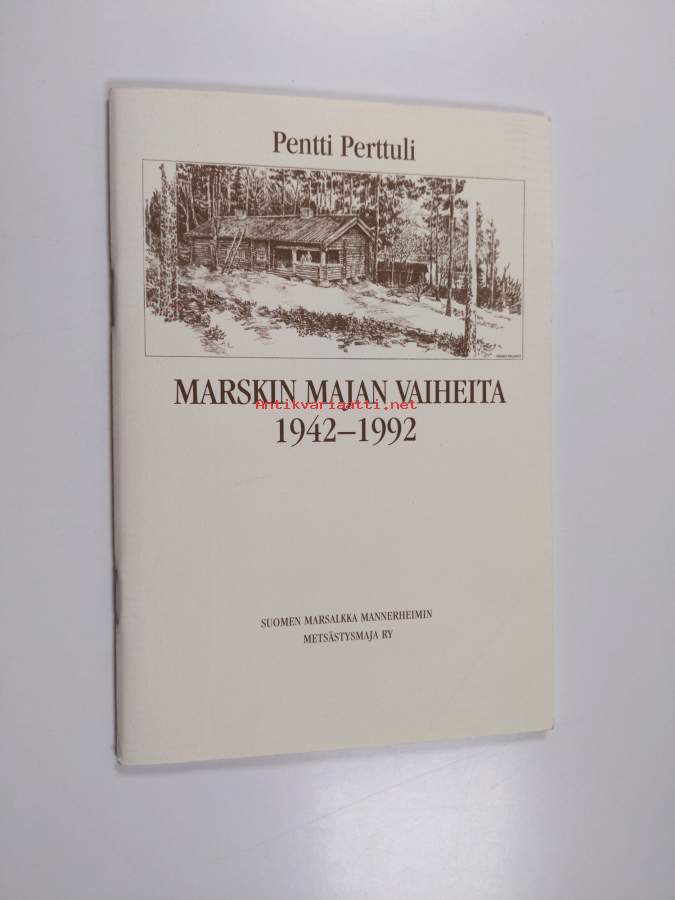 Pentti Perttuli
MARSKIN MAJAN VAIHEITA
Antikvariaatti.net
1942–1992
SUOMEN MARSALKKA MANNERHEIMIN
METSÄSTYSMAJA RY